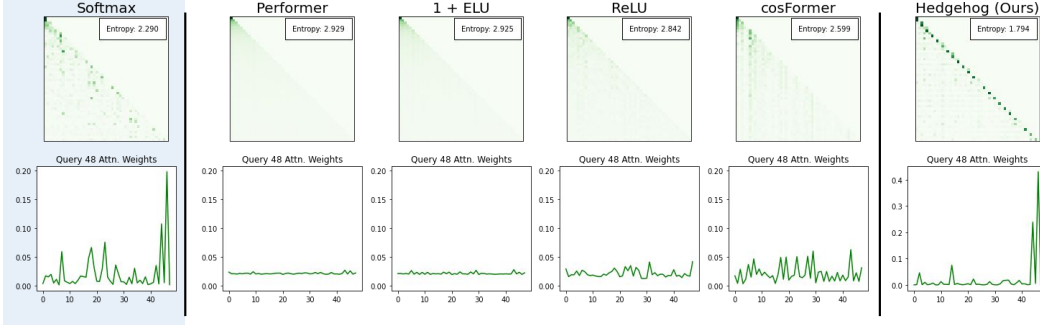 Softmax
Performer
1 + ELU
ReLU
cosFormer
Hedgehog (Ours)
Entropy: 2.290
Entropy: 2.929
Entropy: 2.925
Entropy: 2.842
Entropy: 2.599
Entropy: 1.794
Query 48 Attn. Weights
Query 48 Attn. Weights
Query 48 Attn. Weights
Query 48 Attn. Weights
Query 48 Attn. Weights
Query 48 Attn. Weights
0.20
0.15
0.10
0.05
0.00
0 10 20 30 40
0.20
0.15
0.10
0.05
0.00
0 10 20 30 40
0.20
0.15
0.10
0.05
0.00
0 10 20 30 40
0.20
0.15
0.10
0.05
0.00
0 10 20 30 40
0.20
0.15
0.10
0.05
0.00
0 10 20 30 40
0.4
0.3
0.2
0.1
0.0
0 10 20 30 40